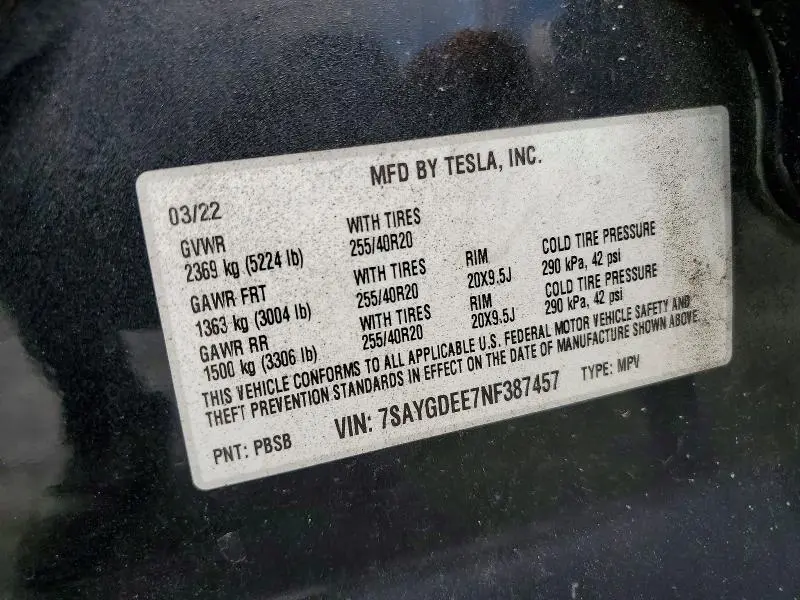 MFD BY TESLA, INC.
03/22
GVWR WITH TIRES
2369 kg (5224 lb) 255/40R20
GAWR FRT WITH TIRES RIM COLD TIRE PRESSURE
1363 kg (3004 lb) 255/40R20 20X9.5J 290 kPa, 42 psi
GAWR RR WITH TIRES RIM COLD TIRE PRESSURE
1500 kg (3306 lb) 255/40R20 20X9.5J 290 kPa, 42 psi
THIS VEHICLE CONFORMS TO ALL APPLICABLE U.S. FEDERAL MOTOR VEHICLE SAFETY AND
THEFT PREVENTION STANDARDS IN EFFECT ON THE DATE OF MANUFACTURE SHOWN ABOVE
PNT: PBSB VIN: 7SAYGDEE7NF387457 TYPE: MPV